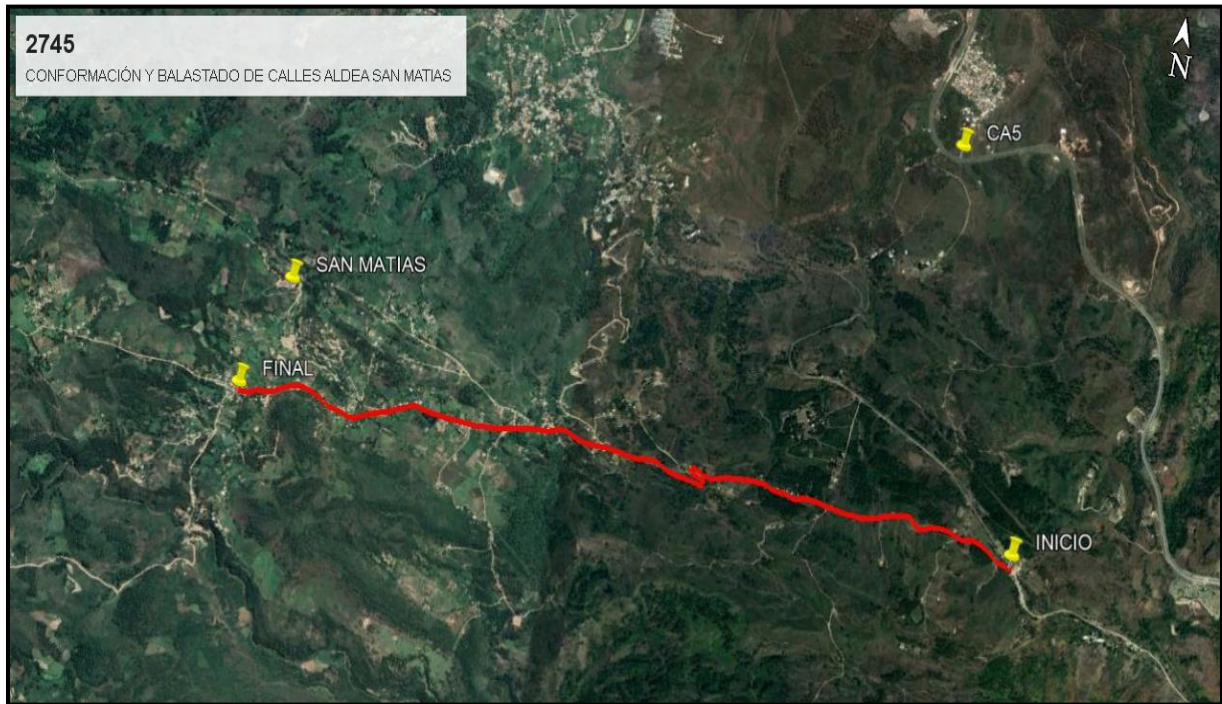 2745
CONFORMACIÓN Y BALASTADO DE CALLES ALDEA SAN MATIAS
N
CA5
SAN MATIAS
FINAL
INICIO